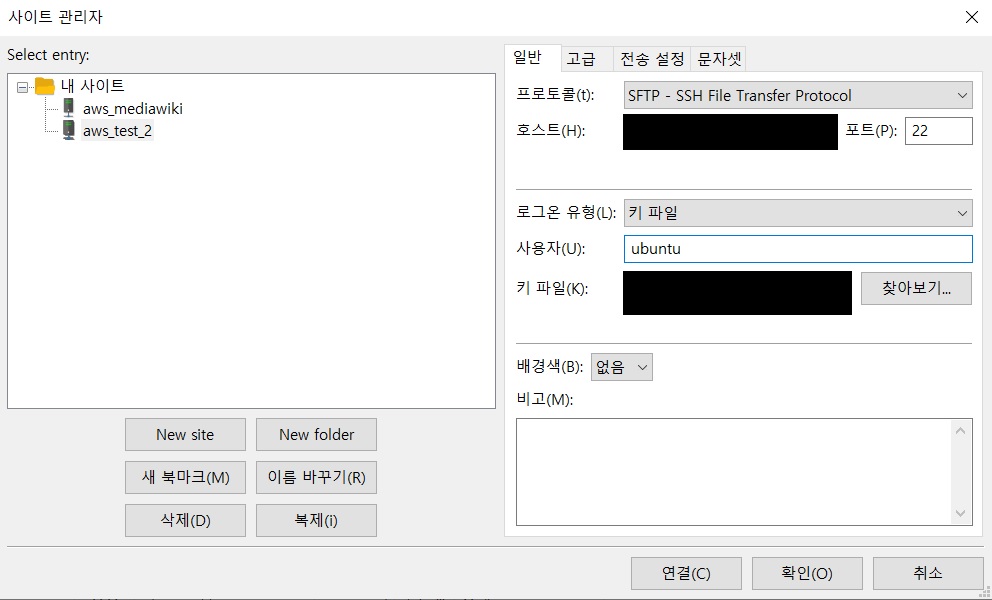 사이트 관리자
Select entry:
내 사이트
aws_mediawiki
aws_test_2
New site
New folder
새 북마크(M)
이름 바꾸기(R)
삭제(D)
복제(i)
일반
고급
전송 설정
문자셋
프로토콜(t):
SFTP - SSH File Transfer Protocol
호스트(H):
포트(P):
22
로그온 유형(L):
키 파일
사용자(U):
ubuntu
키 파일(K):
찾아보기...
배경색(B):
없음
비고(M):
연결(C)
확인(O)
취소